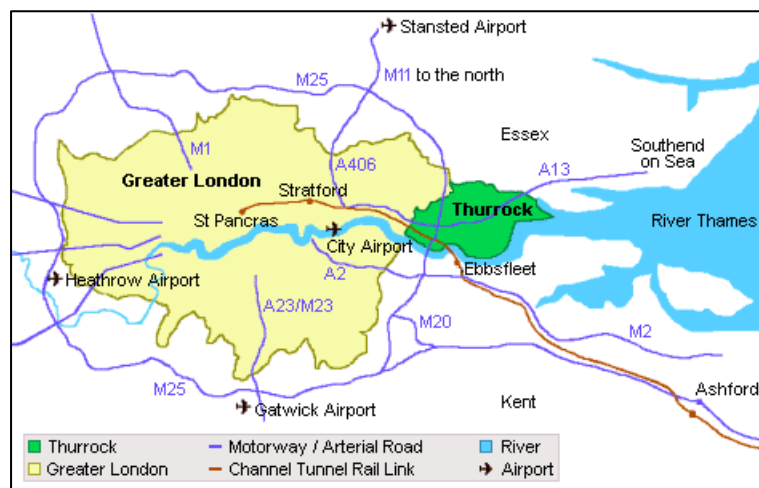 Stansted Airport
M25
M11 to the north
Essex
Southend
on Sea
M1
A406
A13
Greater London
Stratford
Thurrock
St Pancras
River Thames
City Airport
Ebbsfleet
Heathrow Airport
A2
A23/M23
M20
M2
M25
Ashford
Gatwick Airport
Kent
Thurrock
Motorway / Arterial Road
River
Greater London
Channel Tunnel Rail Link
Airport